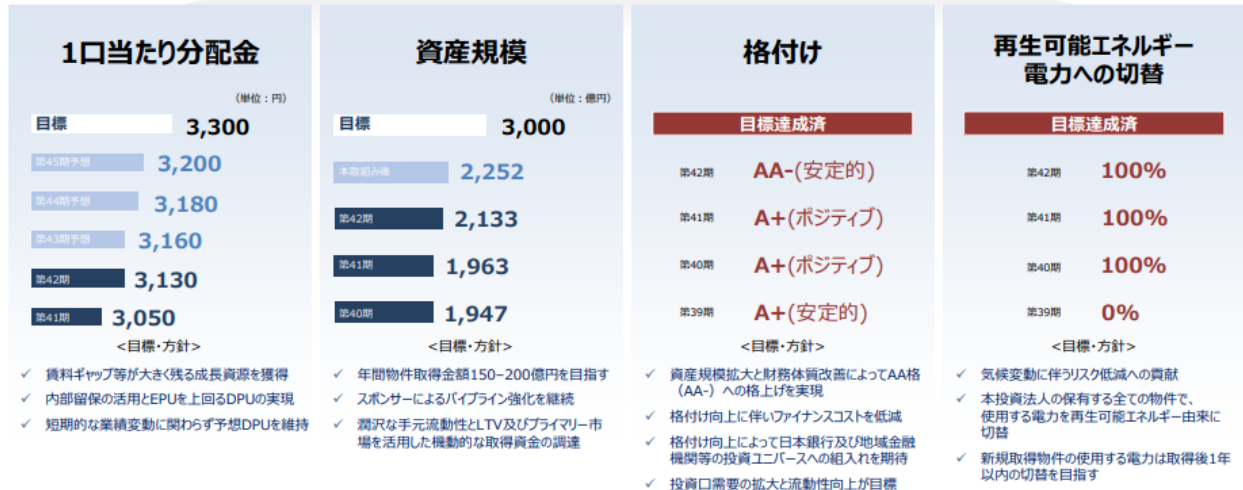 1口当たり分配金
(単位：円)
目標 3,300
第45期予想 3,200
第44期予想 3,180
第43期予想 3,160
第42期 3,130
第41期 3,050
<目標・方針>
✓ 賃料ギャップ等が大きく残る成長資源を獲得
✓ 内部留保の活用とEPUを上回るDPUの実現
✓ 短期的な業績変動に関わらず予想DPUを維持
資産規模
(単位：億円)
目標 3,000
本取組み後 2,252
第42期 2,133
第41期 1,963
第40期 1,947
<目標・方針>
✓ 年間物件取得金額150–200億円を目指す
✓ スポンサーによるパイプライン強化を継続
✓ 潤沢な手元流動性とLTV及びプライマリー市
場を活用した機動的な取得資金の調達
格付け
目標達成済
第42期 AA-(安定的)
第41期 A+(ポジティブ)
第40期 A+(ポジティブ)
第39期 A+(安定的)
<目標・方針>
✓ 資産規模拡大と財務体質改善によってAA格
（AA-）への格上げを実現
✓ 格付け向上に伴いファイナンスコストを低減
✓ 格付け向上によって日本銀行及び地域金融
機関等の投資ユニバースへの組入れを期待
✓ 投資口需要の拡大と流動性向上が目標
再生可能エネルギー
電力への切替
目標達成済
第42期 100%
第41期 100%
第40期 100%
第39期 0%
<目標・方針>
✓ 気候変動に伴うリスク低減への貢献
✓ 本投資法人の保有する全ての物件で、
使用する電力を再生可能エネルギー由来に
切替
✓ 新規取得物件の使用する電力は取得後1年
以内の切替を目指す